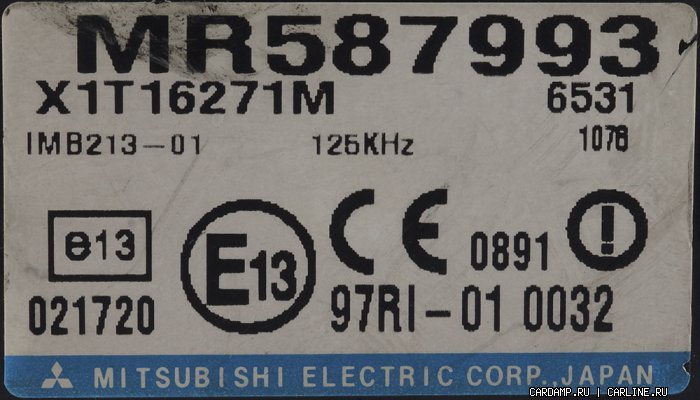 MR587993
X1T16271M 6531
IMB213-01 125KHz 1078
e13 E13 CE 0891
021720 97RI-01 0032
MITSUBISHI ELECTRIC CORP., JAPAN
CARDAMP.RU | CARLINE.RU